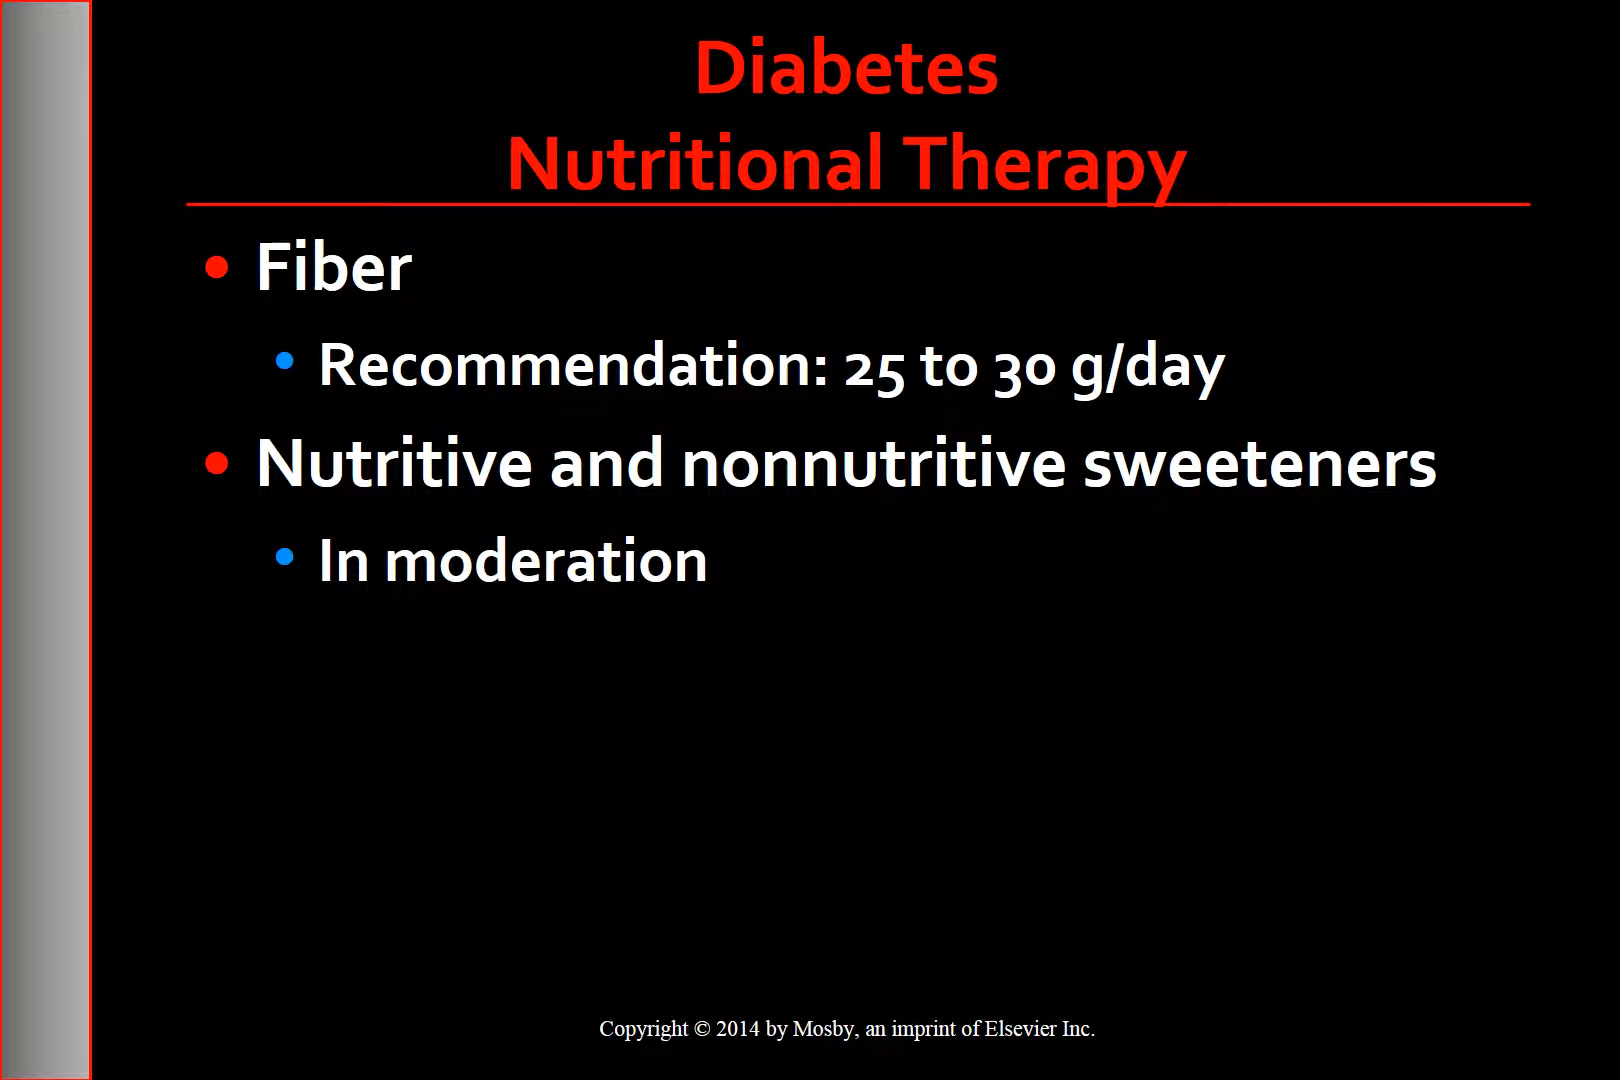 Diabetes
Nutritional Therapy
• Fiber
• Recommendation: 25 to 30 g/day
• Nutritive and nonnutritive sweeteners
• In moderation
Copyright © 2014 by Mosby, an imprint of Elsevier Inc.